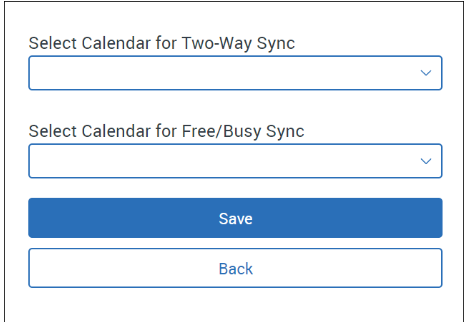 Select Calendar for Two-Way Sync
Select Calendar for Free/Busy Sync
Save
Back